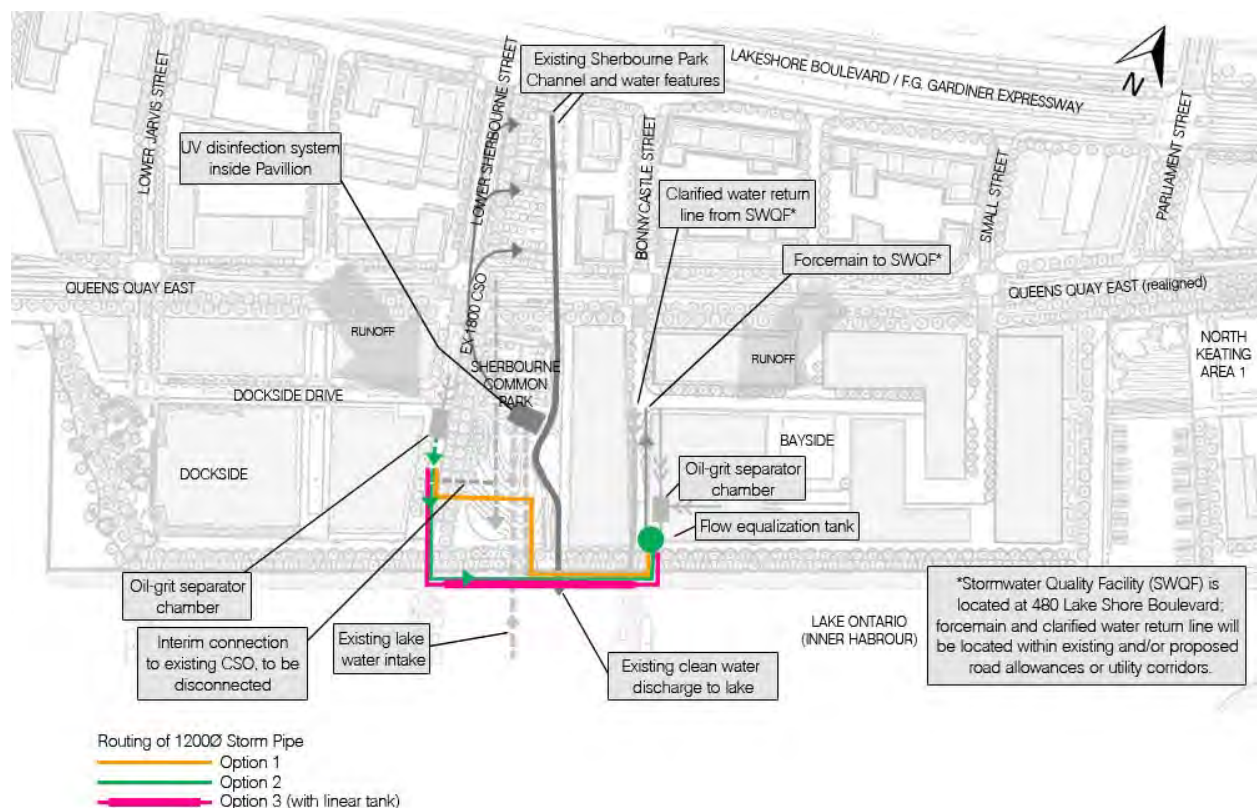 Existing Sherbourne Park
Channel and water features
LAKESHORE BOULEVARD / F.G. GARDINER EXPRESSWAY
N
LOWER JARVIS STREET
LOWER SHERBOURNE STREET
BONNYCASTLE STREET
SMALL STREET
PARLIAMENT STREET
UV disinfection system
inside Pavillion
Clarified water return
line from SWQF*
Forcemain to SWQF*
QUEENS QUAY EAST
QUEENS QUAY EAST (realigned)
EX 1800 CSO
RUNOFF
RUNOFF
SHERBOURNE
COMMON
PARK
NORTH
KEATING
AREA 1
DOCKSIDE DRIVE
DOCKSIDE
BAYSIDE
Oil-grit separator
chamber
Flow equalization tank
Oil-grit separator
chamber
Interim connection
to existing CSO, to be
disconnected
Existing lake
water intake
Existing clean water
discharge to lake
LAKE ONTARIO
(INNER HABROUR)
*Stormwater Quality Facility (SWQF) is
located at 480 Lake Shore Boulevard;
forcemain and clarified water return line will
be located within existing and/or proposed
road allowances or utility corridors.
Routing of 1200Ø Storm Pipe
Option 1
Option 2
Option 3 (with linear tank)